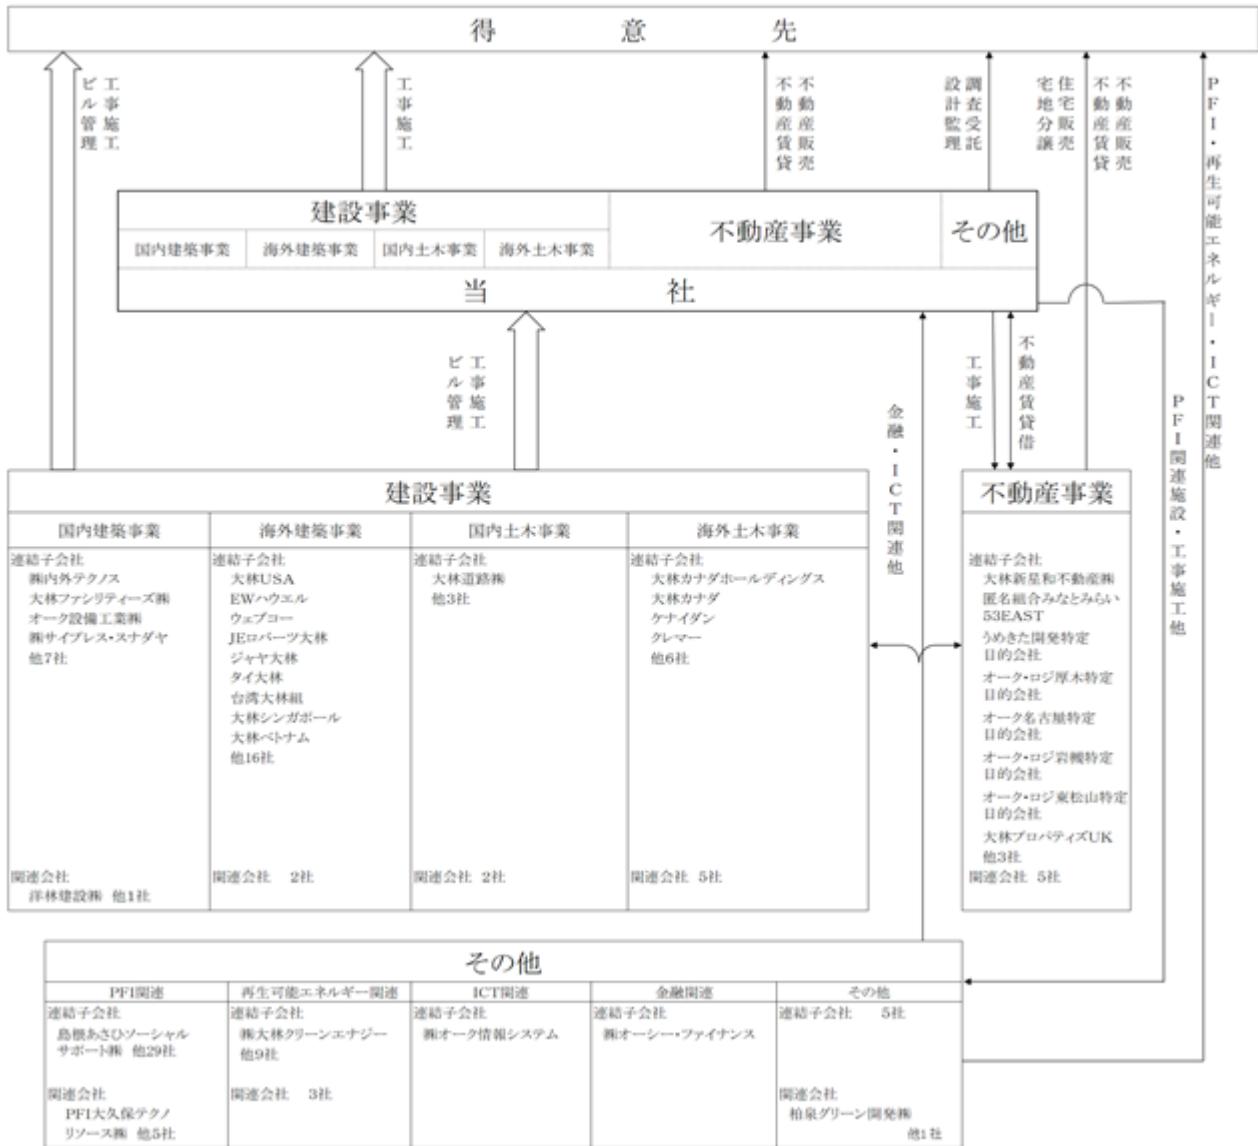 得意先
工事施工
ビル管理
工事施工
不動産販売
不動産賃貸
調査受託
設計監理
不動産販売
不動産賃貸
住宅販売
宅地分譲
PFI・再生可能エネルギー・ICT関連他
建設事業
不動産事業
その他
国内建築事業
海外建築事業
国内土木事業
海外土木事業
当社
工事施工
ビル管理
金融・ICT関連他
工事施工
不動産賃貸借
PFI関連施設・工事施工他
建設事業
国内建築事業
連結子会社
㈱内外テクノス
大林ファシリティーズ㈱
オーク設備工業㈱
㈱サイプレス・スナダヤ
他7社
関連会社
洋林建設㈱ 他1社
海外建築事業
連結子会社
大林USA
EWハウエル
ウェブコー
JEロバーツ大林
ジャヤ大林
タイ大林
台湾大林組
大林シンガポール
大林ベトナム
他16社
関連会社 2社
国内土木事業
連結子会社
大林道路㈱
他3社
関連会社 2社
海外土木事業
連結子会社
大林カナダホールディングス
大林カナダ
ケナイダン
クレマー
他6社
関連会社 5社
不動産事業
連結子会社
大林新星和不動産㈱
匿名組合みなとみらい
53EAST
うめきた開発特定
目的会社
オーク・ロジ厚木特定
目的会社
オーク名古屋特定
目的会社
オーク・ロジ岩槻特定
目的会社
オーク・ロジ東松山特定
目的会社
大林プロパティズUK
他3社
関連会社 5社
その他
PFI関連
連結子会社
島根あさひソーシャル
サポート㈱ 他29社
関連会社
PFI大久保テクノ
リソース㈱ 他5社
再生可能エネルギー関連
連結子会社
㈱大林クリーンエナジー
他9社
関連会社 3社
ICT関連
連結子会社
㈱オーク情報システム
金融関連
連結子会社
㈱オーシー・ファイナンス
その他
連結子会社 5社
関連会社
柏泉グリーン開発㈱
他1社